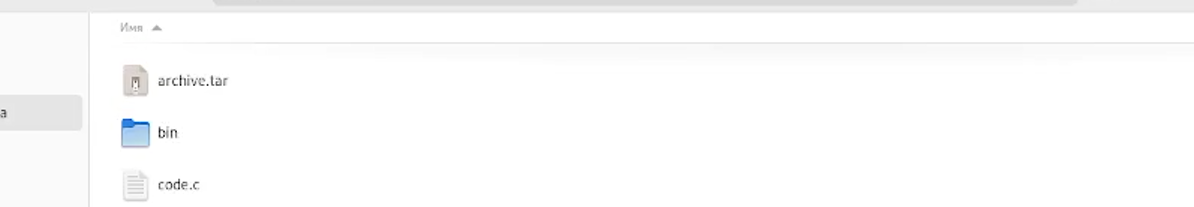 Имя
archive.tar
bin
code.c